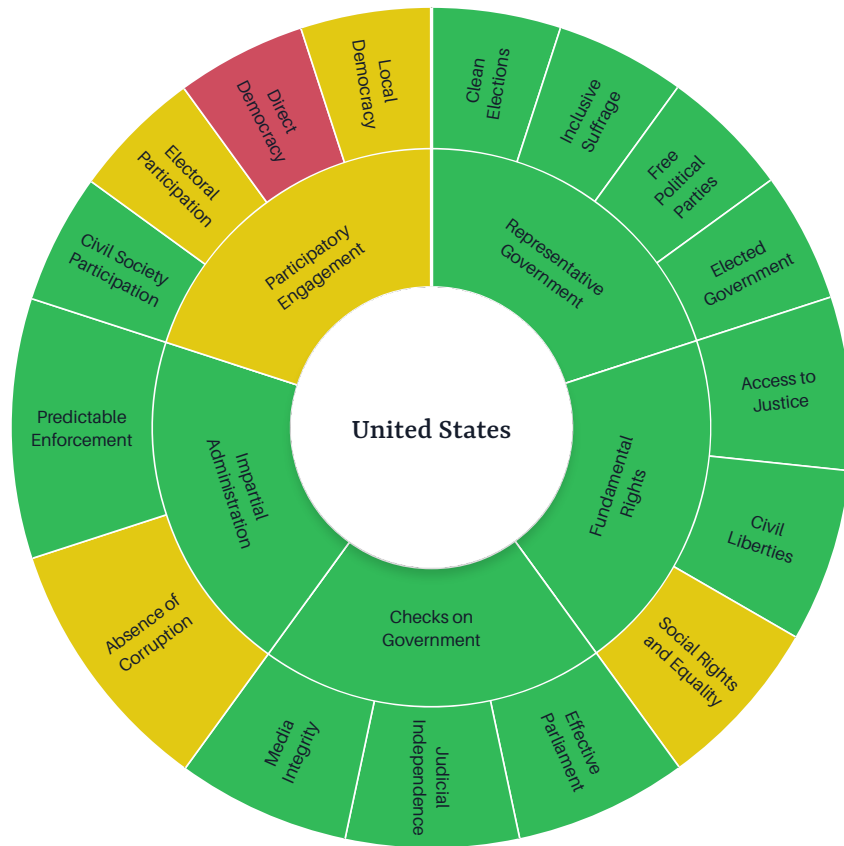 United States
Representative
Government
Clean
Elections
Inclusive
Suffrage
Free
Political
Parties
Elected
Government
Fundamental
Rights
Access to
Justice
Civil
Liberties
Social Rights
and Equality
Checks on
Government
Effective
Parliament
Judicial
Independence
Media
Integrity
Impartial
Administration
Absence of
Corruption
Predictable
Enforcement
Participatory
Engagement
Civil Society
Participation
Electoral
Participation
Direct
Democracy
Local
Democracy